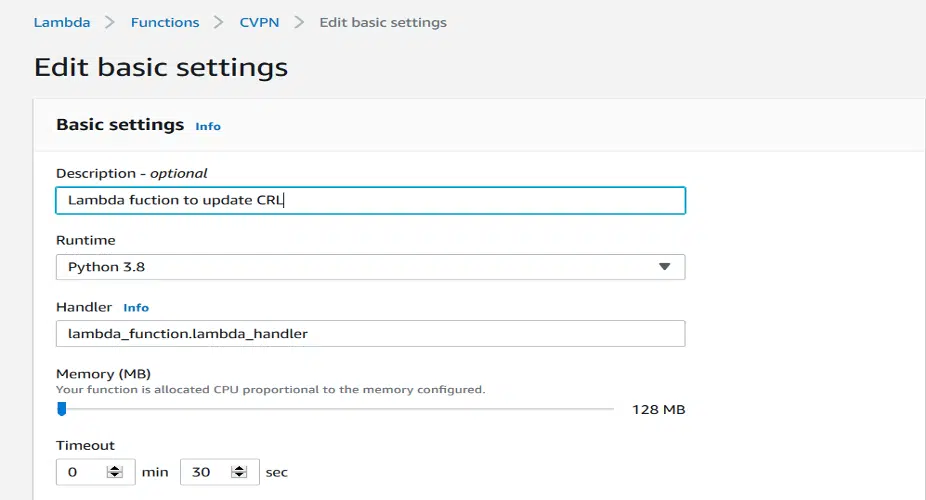 Lambda > Functions > CVPN > Edit basic settings
Edit basic settings
Basic settings Info
Description - optional
Lambda fuction to update CRL
Runtime
Python 3.8
Handler Info
lambda_function.lambda_handler
Memory (MB)
Your function is allocated CPU proportional to the memory configured.
128 MB
Timeout
0 min 30 sec